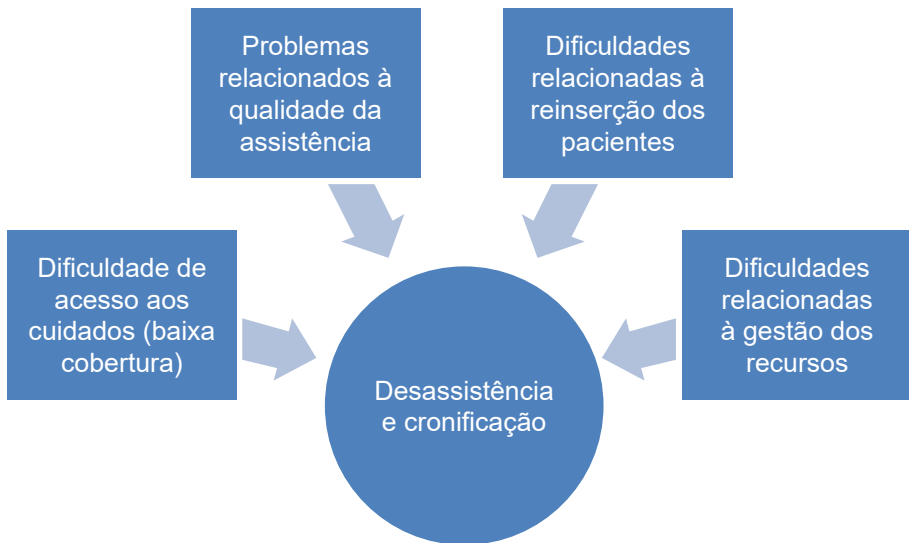 Problemas
relacionados à
qualidade da
assistência
Dificuldades
relacionadas à
reinserção dos
pacientes
Dificuldade de
acesso aos
cuidados (baixa
cobertura)
Dificuldades
relacionadas
à gestão dos
recursos
Desassistência
e cronificação